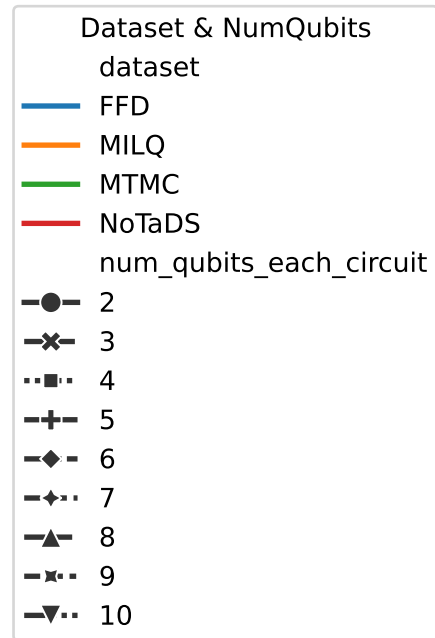 Dataset & NumQubits
dataset
FFD
MILQ
MTMC
NoTaDS
num_qubits_each_circuit
2
3
4
5
6
7
8
9
10